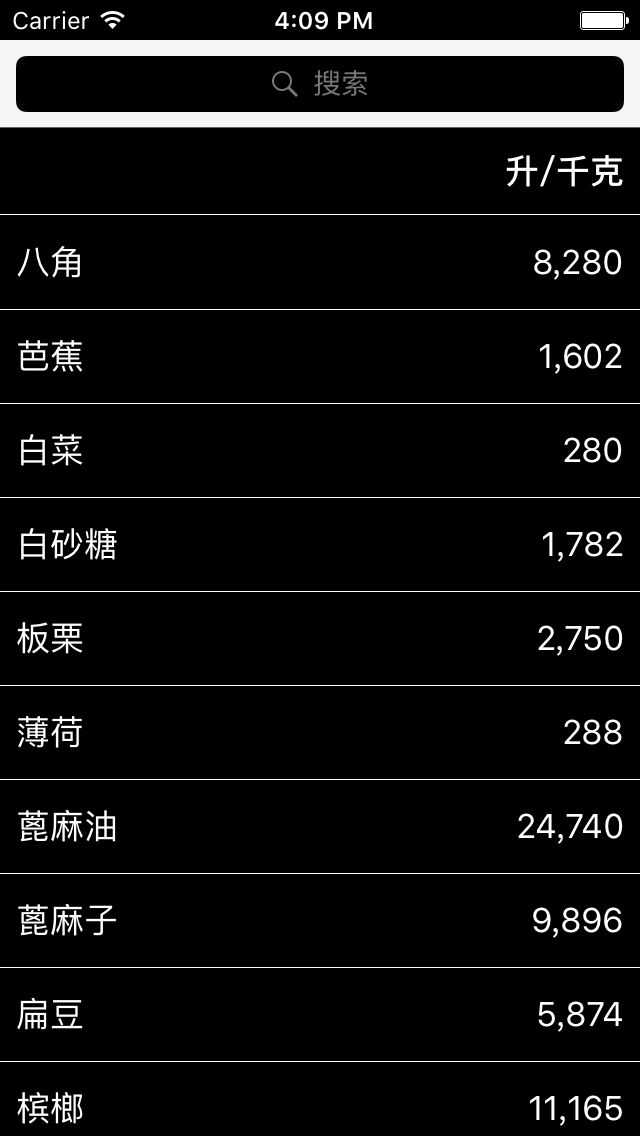 Carrier 4:09 PM
搜索
升/千克
八角 8,280
芭蕉 1,602
白菜 280
白砂糖 1,782
板栗 2,750
薄荷 288
蓖麻油 24,740
蓖麻子 9,896
扁豆 5,874
槟榔 11,165